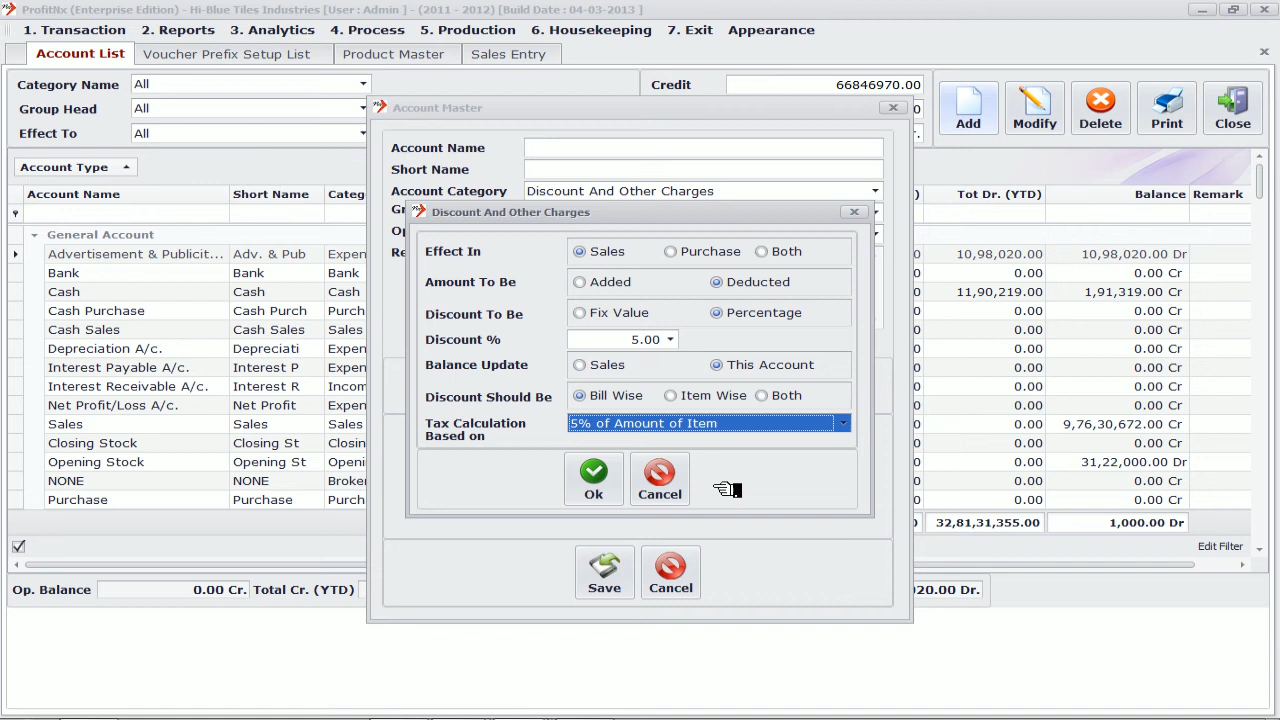 ProfitNx (Enterprise Edition) - Hi-Blue Tiles Industries [User : Admin ] - (2011 - 2012) [Build Date : 04-03-2013 ]
1. Transaction 2. Reports 3. Analytics 4. Process 5. Production 6. Housekeeping 7. Exit Appearance
Account List Voucher Prefix Setup List Product Master Sales Entry
Category Name All Credit 66846970.00
Group Head All
Effect To All
Add Modify Delete Print Close
Account Master
Account Name
Short Name
Account Category Discount And Other Charges
Account Type
Account Name Short Name Categ Tot Dr. (YTD) Balance Remark
General Account
Advertisement & Publicit... Adv. & Pub Expen 10,98,020.00 10,98,020.00 Dr
Bank Bank Bank 0.00 0.00 Cr
Cash Cash Cash 11,90,219.00 1,91,319.00 Cr
Cash Purchase Cash Purch Purch 0.00 0.00 Cr
Cash Sales Cash Sales Sales 0.00 0.00 Cr
Depreciation A/c. Depreciati Expen 0.00 0.00 Cr
Interest Payable A/c. Interest P Expen 0.00 0.00 Cr
Interest Receivable A/c. Interest R Incom 0.00 0.00 Cr
Net Profit/Loss A/c. Net Profit Expen 0.00 0.00 Cr
Sales Sales Sales 0.00 9,76,30,672.00 Cr
Closing Stock Closing St Openi 0.00 0.00 Cr
Opening Stock Opening St Openi 0.00 31,22,000.00 Dr
NONE NONE Broke 0.00 0.00 Cr
Purchase Purchase Purch 0.00 0.00 Cr
32,81,31,355.00 1,000.00 Dr
Edit Filter
Discount And Other Charges
Effect In Sales Purchase Both
Amount To Be Added Deducted
Discount To Be Fix Value Percentage
Discount % 5.00
Balance Update Sales This Account
Discount Should Be Bill Wise Item Wise Both
Tax Calculation 5% of Amount of Item
Based on
Ok Cancel
Save Cancel
Op. Balance 0.00 Cr. Total Cr. (YTD) 020.00 Dr.